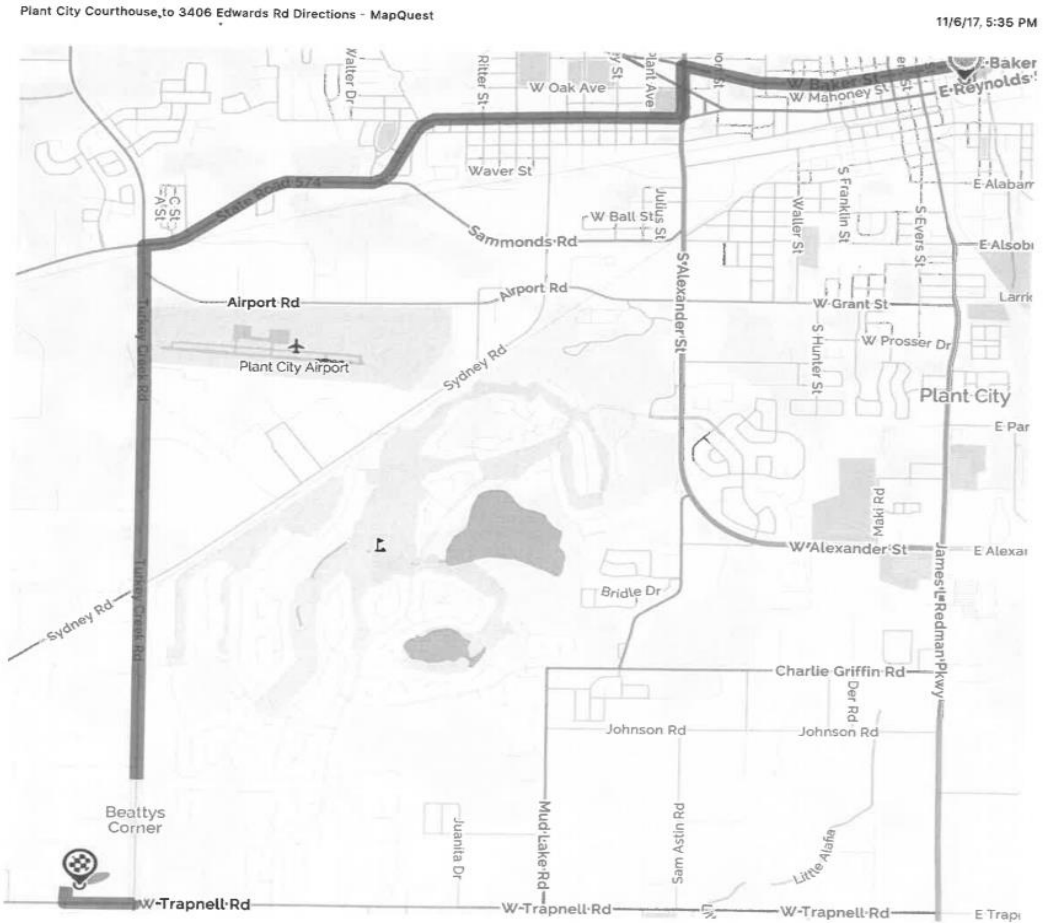 Plant City Courthouse,to 3406 Edwards Rd Directions - MapQuest
11/6/17, 5:35 PM
Walter Dr
Ritter St
W Oak Ave
W Baker St
W Mahoney St
E Baker
E Reynolds
Waver St
State Road 574
C St
A St
W Ball St
Julius St
Sammonds Rd
Waller St
S Franklin St
S Evers St
E Alabam
E Alsob
Airport Rd
Airport Rd
W Grant St
Larric
S Alexander St
Plant City Airport
Sydney Rd
S Hunter St
W Prosser Dr
Plant City
Turkey Creek Rd
E Par
Maki Rd
W Alexander St
E Alexa
Turkey Creek Rd
Bridle Dr
Sydney Rd
James L Redman Pkwy
Charlie Griffin Rd
Der Rd
Johnson Rd
Johnson Rd
Beattys
Corner
Juanita Dr
Mud Lake Rd
Sam Astin Rd
Little Alafia
W Trapnell Rd
W Trapnell Rd
W Trapnell Rd
E Trap